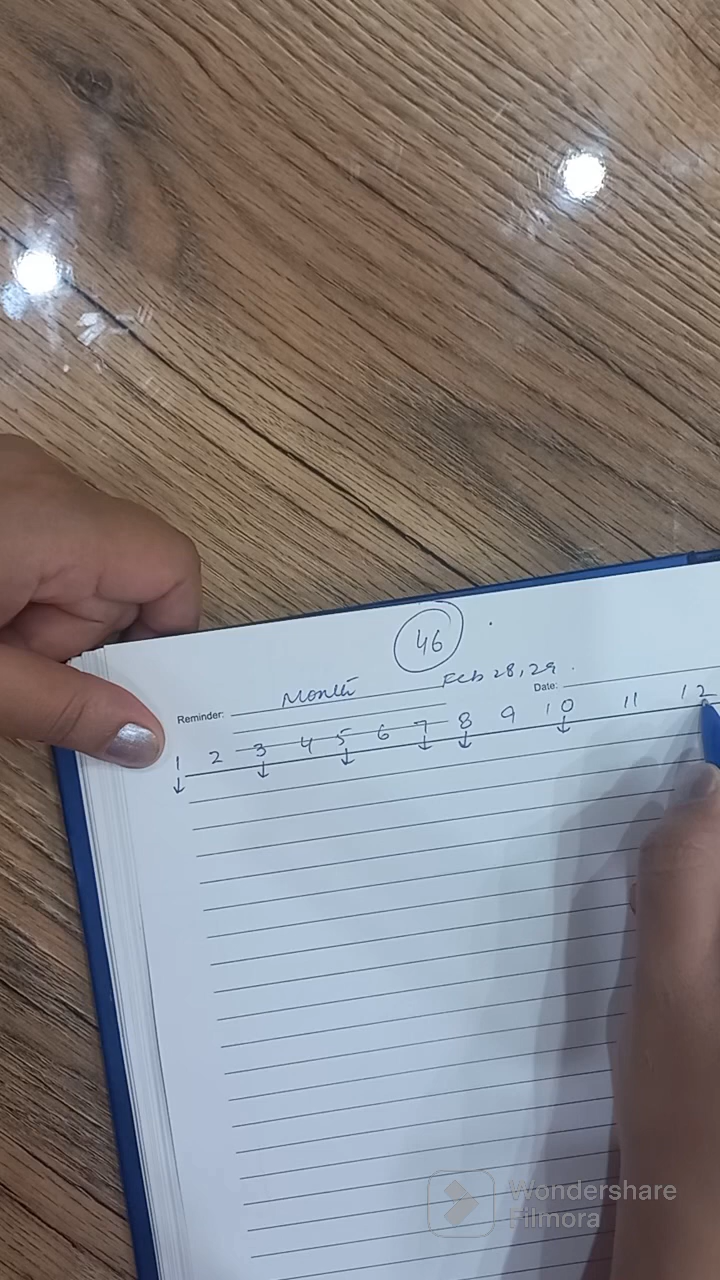 46
Month Feb 28, 29.
Reminder: Date:
1 2 3 4 5 6 7 8 9 10 11 12
Wondershare
Filmora